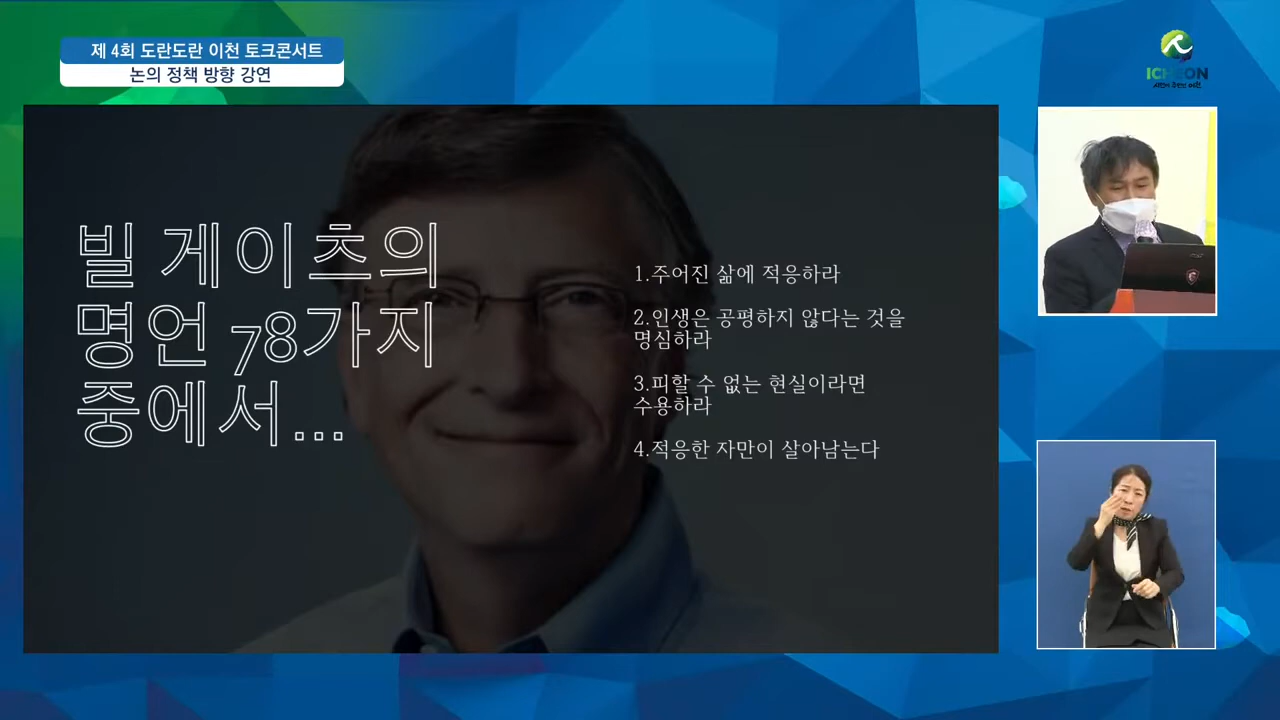 제 4회 도란도란 이천 토크콘서트
논의 정책 방향 강연
ICHEON
빌 게이츠의
명언 78가지
중에서...
1.주어진 삶에 적응하라
2.인생은 공평하지 않다는 것을
명심하라
3.피할 수 없는 현실이라면
수용하라
4.적응한 자만이 살아남는다